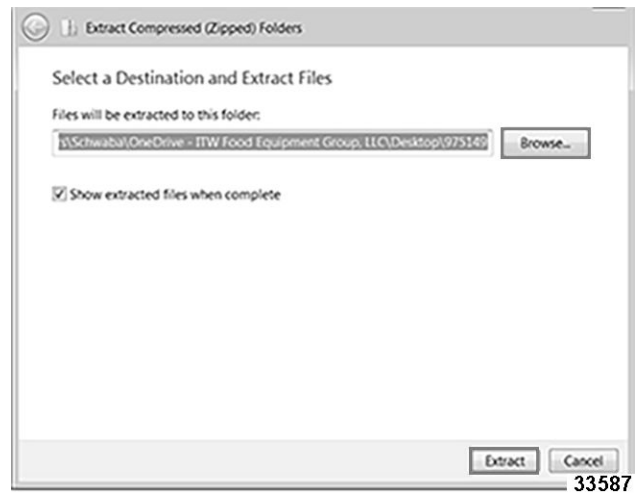 Extract Compressed (Zipped) Folders
Select a Destination and Extract Files
Files will be extracted to this folder:
s\Schwaba\OneDrive - ITW Food Equipment Group, LLC\Desktop\975149
Browse...
Show extracted files when complete
Extract
Cancel
33587